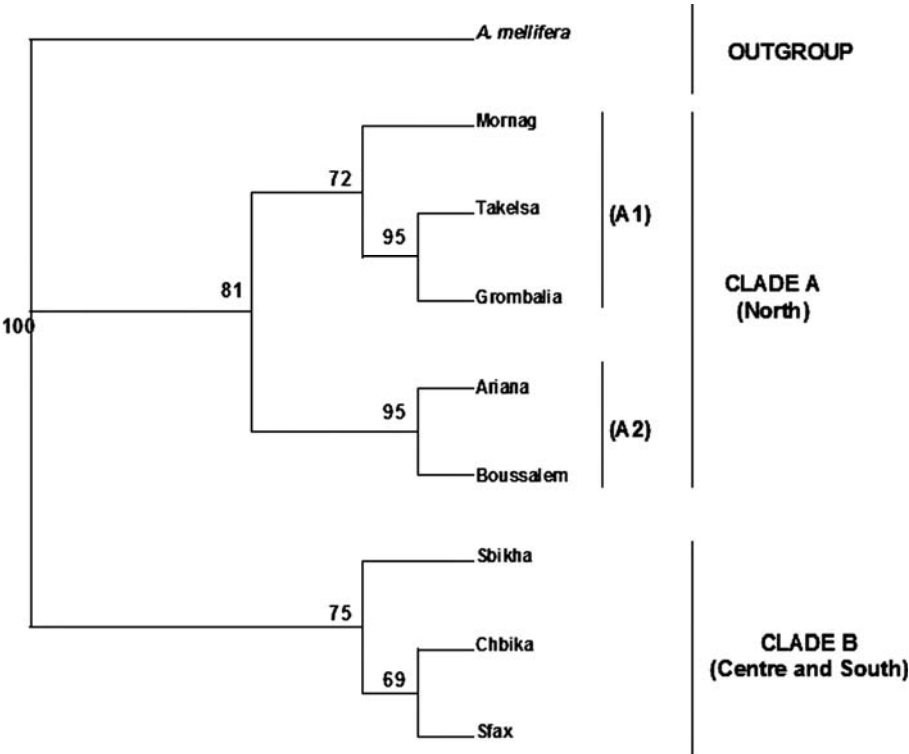 A. mellifera
OUTGROUP
Mornag
72
Takelsa
(A1)
95
Grombalia
CLADE A
(North)
81
100
Ariana
95
(A2)
Boussalem
Sbikha
75
CLADE B
(Centre and South)
Chbika
69
Sfax